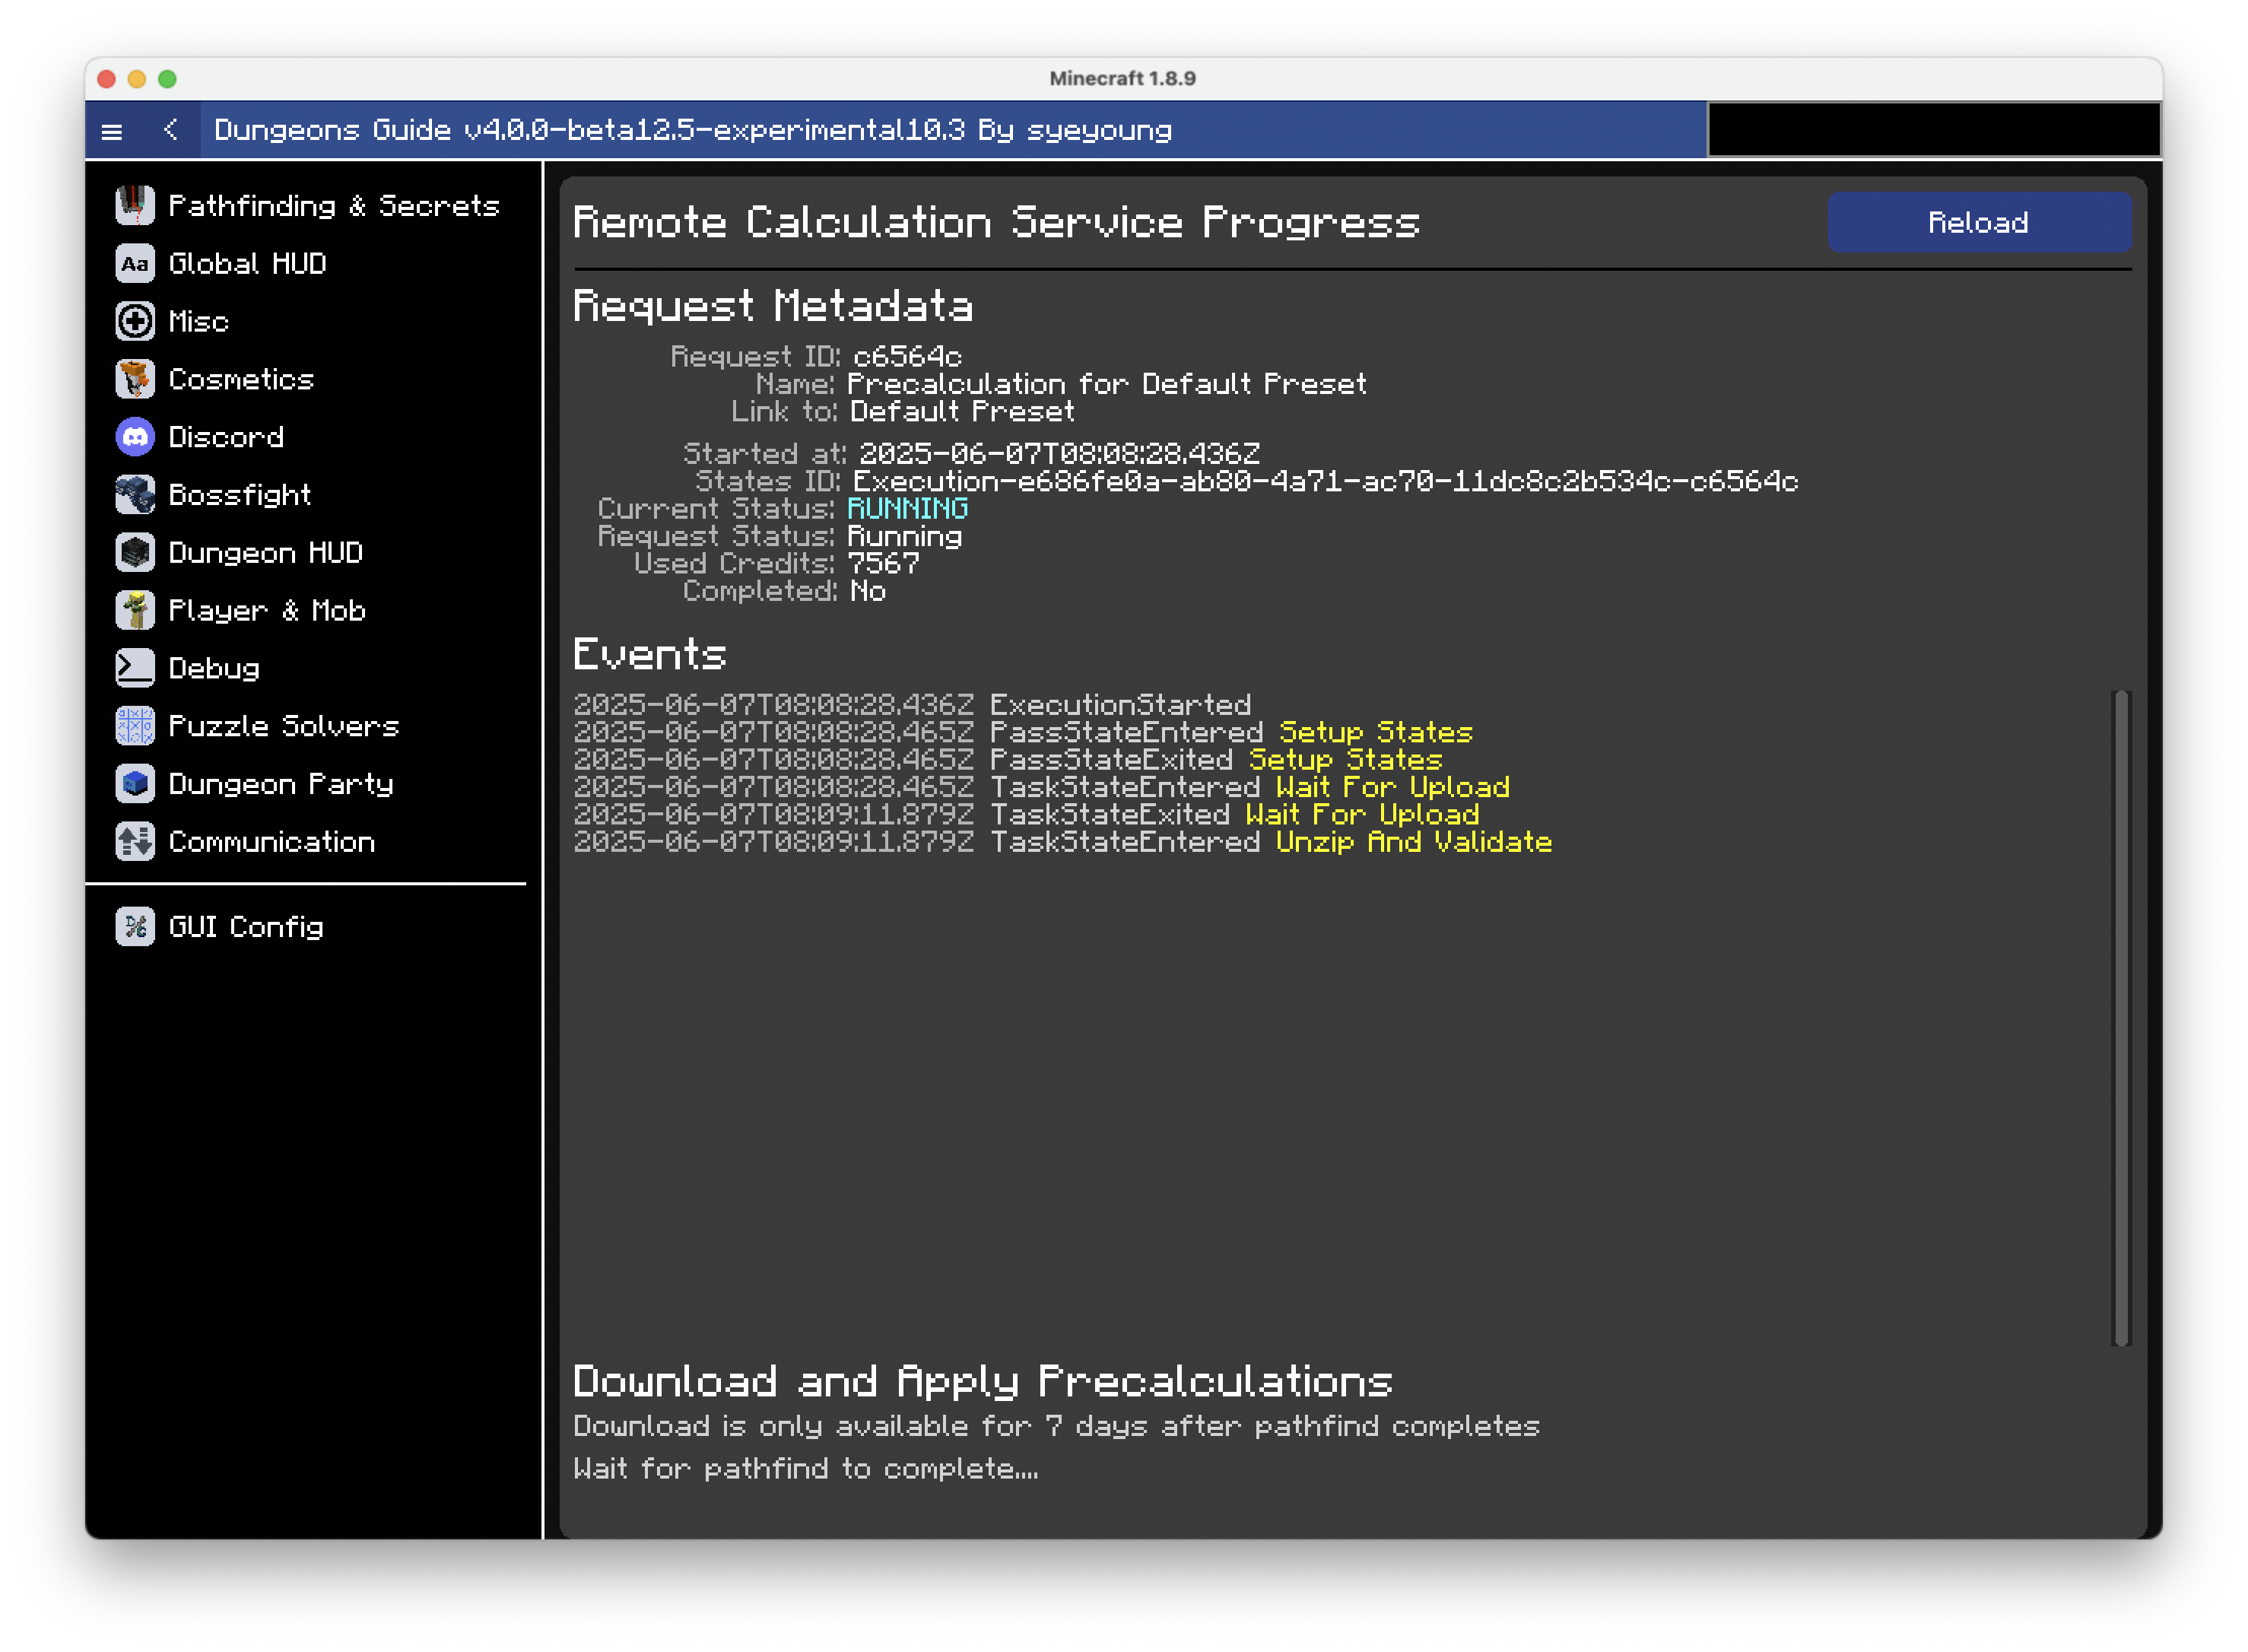 Minecraft 1.8.9
Dungeons Guide v4.0.0-beta12.5-experimental10.3 By syeyoung
Pathfinding & Secrets
Aa Global HUD
Misc
Cosmetics
Discord
Bossfight
Dungeon HUD
Player & Mob
Debug
Puzzle Solvers
Dungeon Party
Communication
GUI Config
Remote Calculation Service Progress
Reload
Request Metadata
Request ID: c6564c
Name: Precalculation for Default Preset
Link to: Default Preset
Started at: 2025-06-07T08:08:28.436Z
States ID: Execution-e686fe0a-ab80-4a71-ac70-11dc8c2b534c-c6564c
Current Status: RUNNING
Request Status: Running
Used Credits: 7567
Completed: No
Events
2025-06-07T08:08:28.436Z ExecutionStarted
2025-06-07T08:08:28.465Z PassStateEntered Setup States
2025-06-07T08:08:28.465Z PassStateExited Setup States
2025-06-07T08:08:28.465Z TaskStateEntered Wait For Upload
2025-06-07T08:09:11.879Z TaskStateExited Wait For Upload
2025-06-07T08:09:11.879Z TaskStateEntered Unzip And Validate
Download and Apply Precalculations
Download is only available for 7 days after pathfind completes
Wait for pathfind to complete....